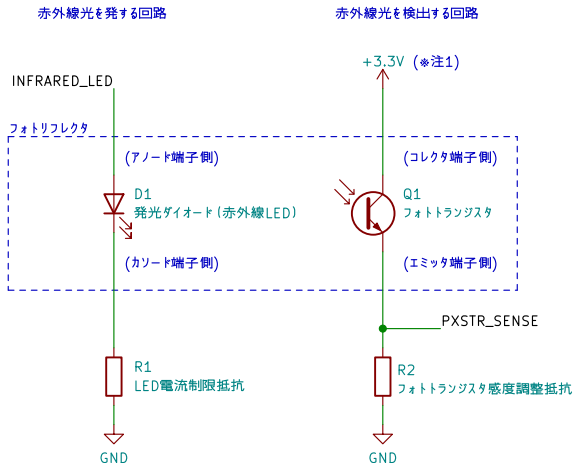 赤外線光を発する回路
赤外線光を検出する回路
+3.3V (※注1)
INFRARED_LED
フォトリフレクタ
(アノード端子側)
(コレクタ端子側)
D1
発光ダイオード(赤外線LED)
Q1
フォトトランジスタ
(カソード端子側)
(エミッタ端子側)
PXSTR_SENSE
R1
LED電流制限抵抗
R2
フォトトランジスタ感度調整抵抗
GND
GND